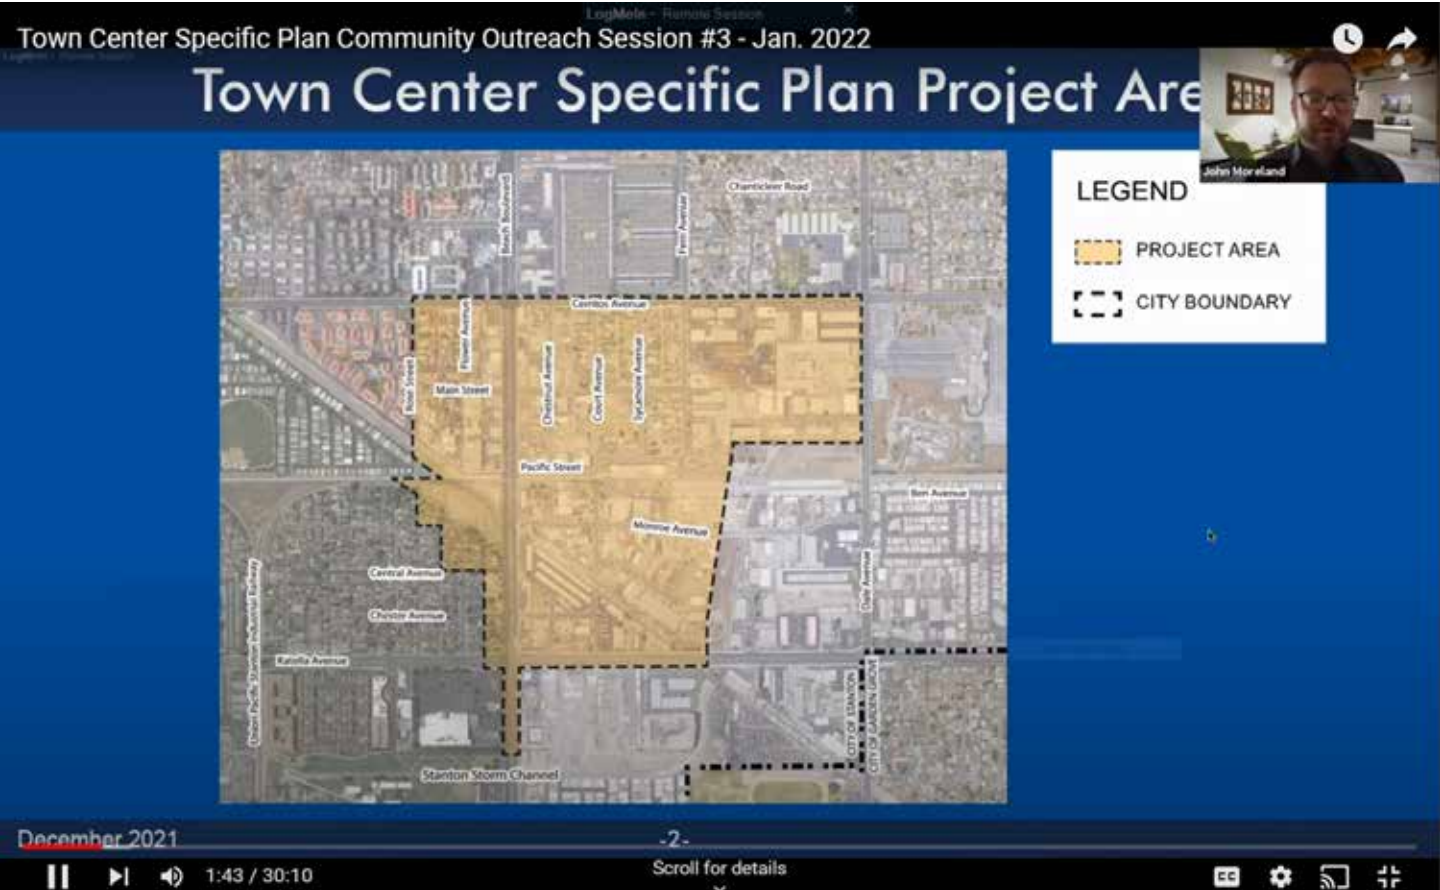 LogMeIn - Remote Session
Town Center Specific Plan Community Outreach Session #3 - Jan. 2022
Town Center Specific Plan Project Are
John Moreland
LEGEND
PROJECT AREA
CITY BOUNDARY
Chanticleer Road
Beach Boulevard
Fern Avenue
Cerritos Avenue
Flower Avenue
Rose Street
Main Street
Chestnut Avenue
Court Avenue
Sycamore Avenue
Pacific Street
Ben Avenue
Monroe Avenue
Central Avenue
Dale Avenue
Chester Avenue
Union Pacific Stanton Industrial Railway
Katella Avenue
CITY OF STANTON
CITY OF GARDEN GROVE
Stanton Storm Channel
December 2021
-2-
1:43 / 30:10
Scroll for details
CC